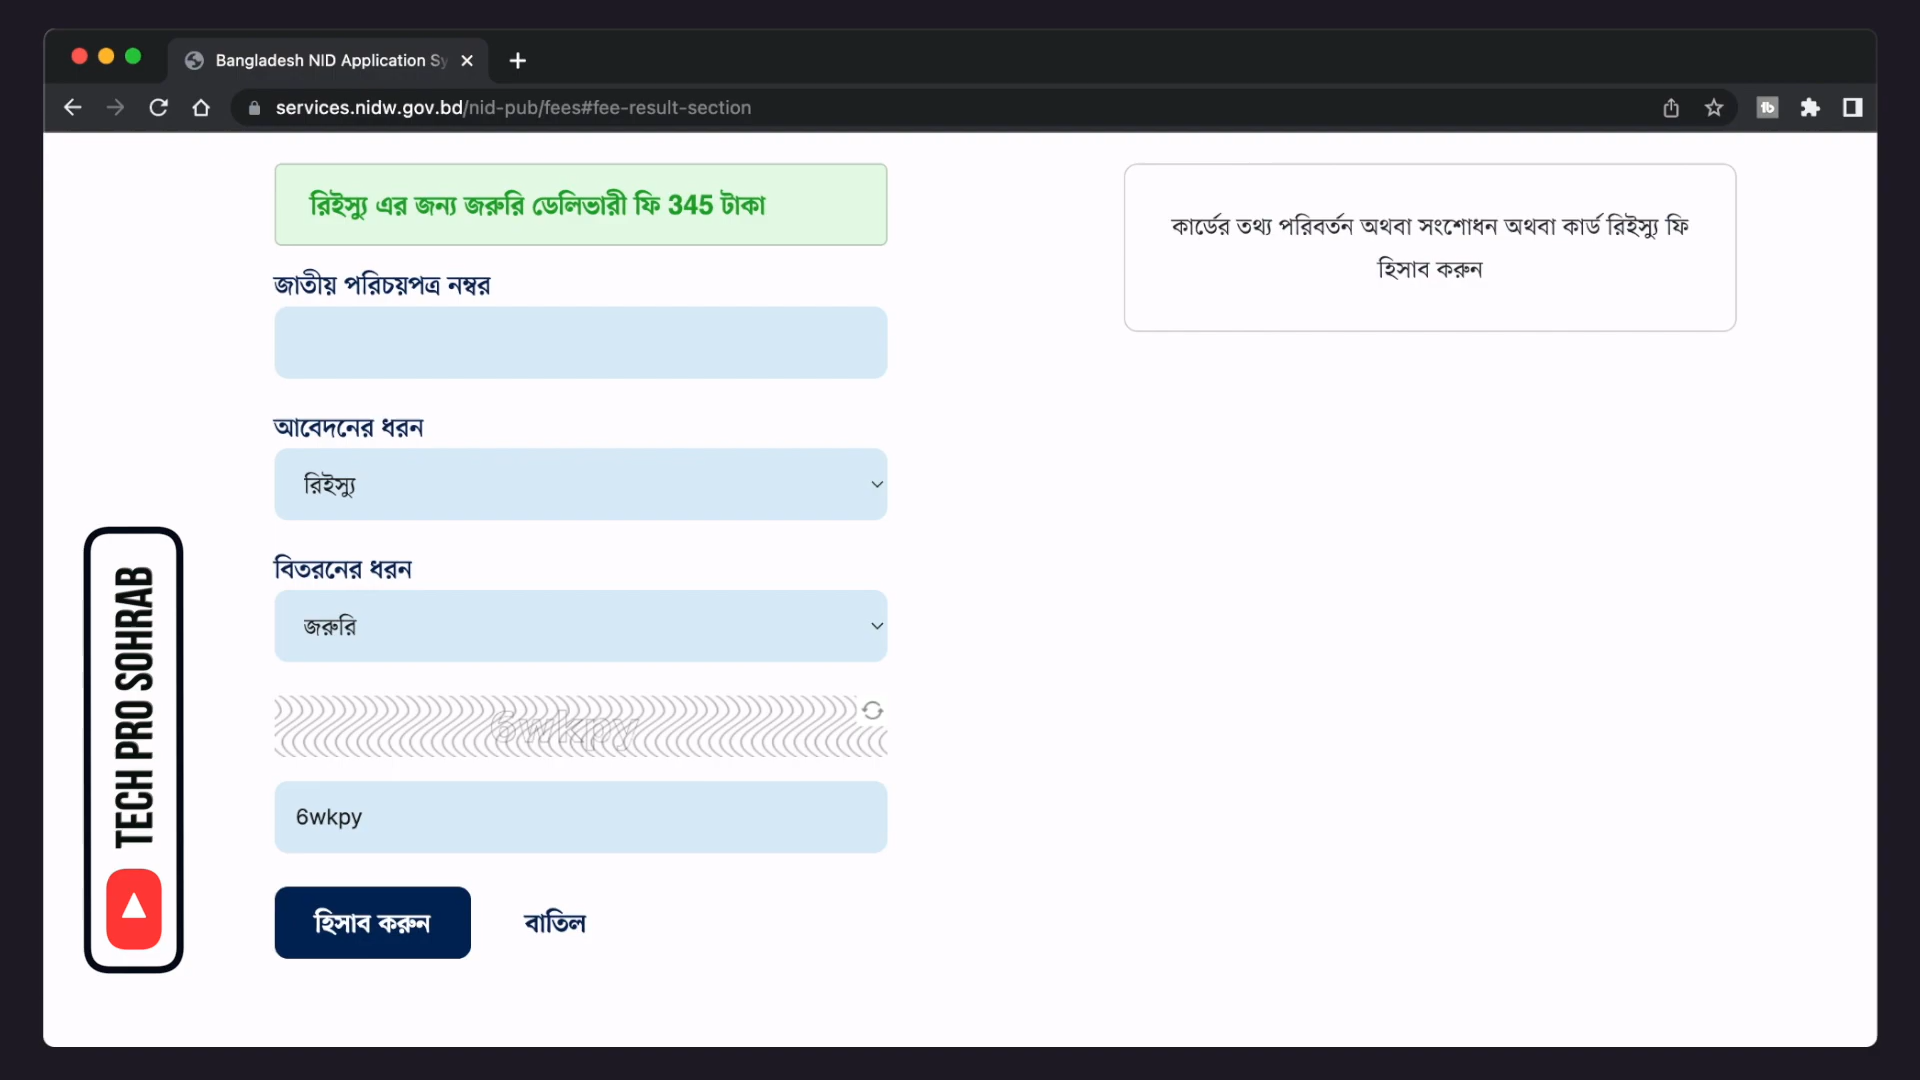 Bangladesh NID Application Sy
services.nidw.gov.bd/nid-pub/fees#fee-result-section
রিইস্যু এর জন্য জরুরি ডেলিভারী ফি 345 টাকা
জাতীয় পরিচয়পত্র নম্বর
আবেদনের ধরন
রিইস্যু
বিতরনের ধরন
জরুরি
6wkpy
6wkpy
হিসাব করুন
বাতিল
কার্ডের তথ্য পরিবর্তন অথবা সংশোধন অথবা কার্ড রিইস্যু ফি
হিসাব করুন
TECH PRO SOHRAB